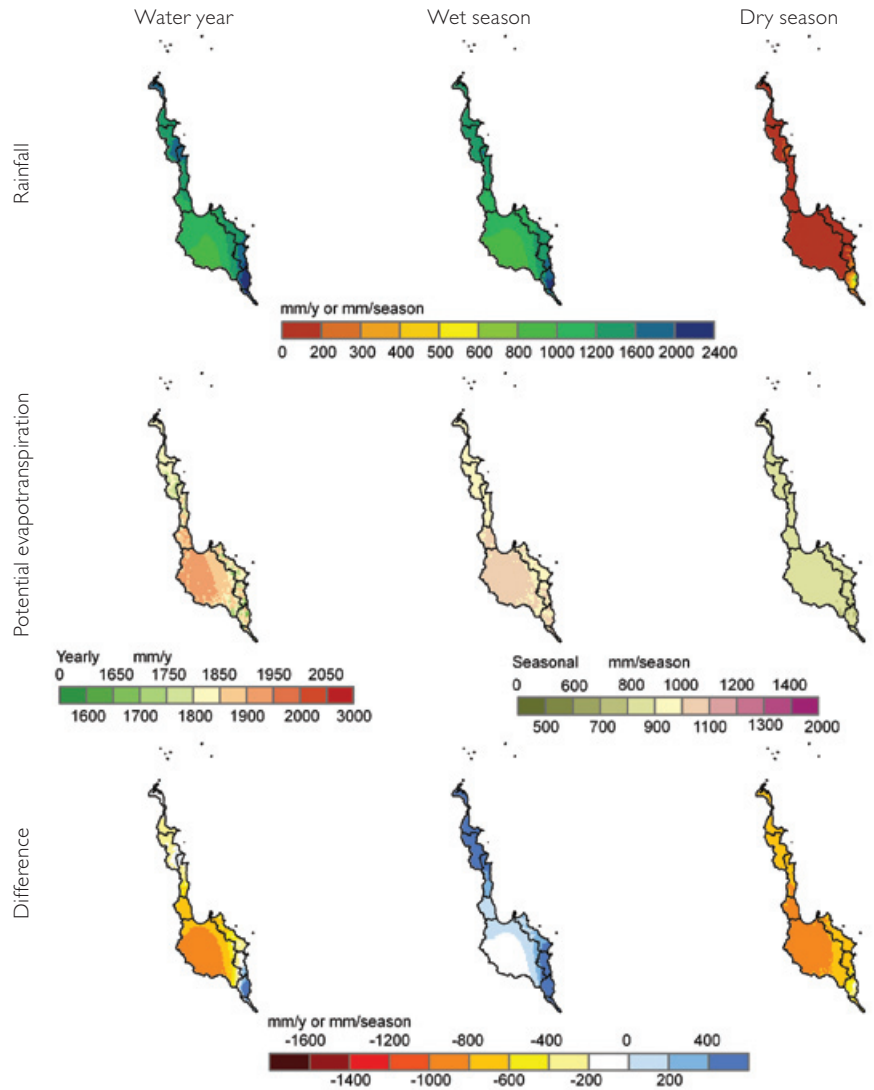 Water year
Wet season
Dry season
Rainfall
mm/y or mm/season
0 200 300 400 500 600 800 1000 1200 1600 2000 2400
Potential evapotranspiration
Yearly mm/y
0 1650 1750 1850 1950 2050
1600 1700 1800 1900 2000 3000
Seasonal mm/season
0 600 800 1000 1200 1400
500 700 900 1100 1300 2000
Difference
mm/y or mm/season
-1600 -1200 -800 -400 0 400
-1400 -1000 -600 -200 200